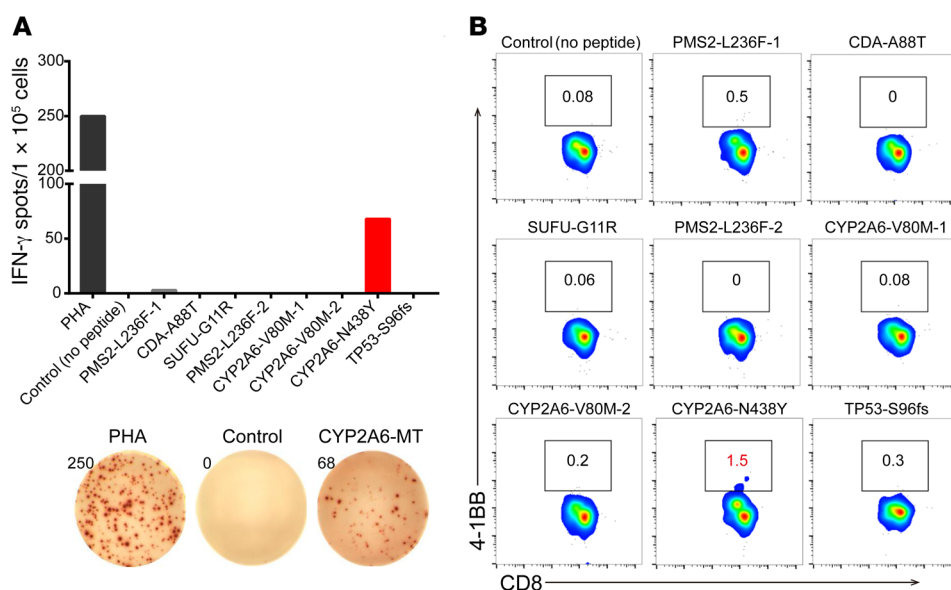 A
IFN-γ spots/1 × 10⁵ cells
300
250
200
100
50
0
PHA
Control (no peptide)
PMS2-L236F-1
CDA-A88T
SUFU-G11R
PMS2-L236F-2
CYP2A6-V80M-1
CYP2A6-V80M-2
CYP2A6-N438Y
TP53-S96fs
PHA Control CYP2A6-MT
250 0 68
B
Control (no peptide) PMS2-L236F-1 CDA-A88T
0.08 0.5 0
SUFU-G11R PMS2-L236F-2 CYP2A6-V80M-1
0.06 0 0.08
CYP2A6-V80M-2 CYP2A6-N438Y TP53-S96fs
0.2 1.5 0.3
4-1BB
CD8